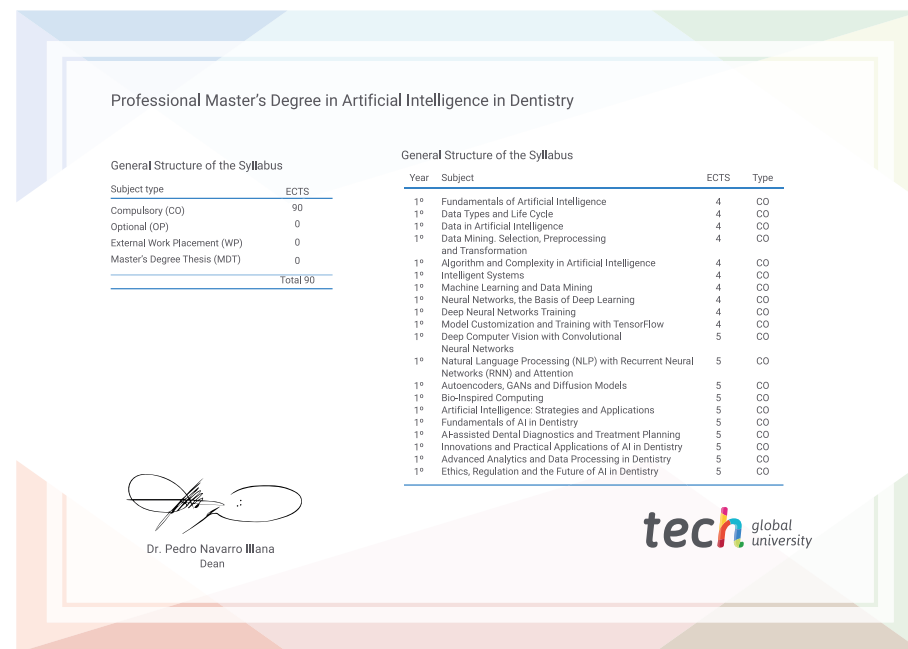 Professional Master's Degree in Artificial Intelligence in Dentistry
General Structure of the Syllabus
Subject type ECTS
Compulsory (CO) 90
Optional (OP) 0
External Work Placement (WP) 0
Master's Degree Thesis (MDT) 0
Total 90
General Structure of the Syllabus
Year Subject ECTS Type
1º Fundamentals of Artificial Intelligence 4 CO
1º Data Types and Life Cycle 4 CO
1º Data in Artificial Intelligence 4 CO
1º Data Mining. Selection, Preprocessing 4 CO
and Transformation
1º Algorithm and Complexity in Artificial Intelligence 4 CO
1º Intelligent Systems 4 CO
1º Machine Learning and Data Mining 4 CO
1º Neural Networks, the Basis of Deep Learning 4 CO
1º Deep Neural Networks Training 4 CO
1º Model Customization and Training with TensorFlow 4 CO
1º Deep Computer Vision with Convolutional 5 CO
Neural Networks
1º Natural Language Processing (NLP) with Recurrent Neural 5 CO
Networks (RNN) and Attention
1º Autoencoders, GANs and Diffusion Models 5 CO
1º Bio-Inspired Computing 5 CO
1º Artificial Intelligence: Strategies and Applications 5 CO
1º Fundamentals of AI in Dentistry 5 CO
1º AI-assisted Dental Diagnostics and Treatment Planning 5 CO
1º Innovations and Practical Applications of AI in Dentistry 5 CO
1º Advanced Analytics and Data Processing in Dentistry 5 CO
1º Ethics, Regulation and the Future of AI in Dentistry 5 CO
Dr. Pedro Navarro Illana
Dean
tech global
university